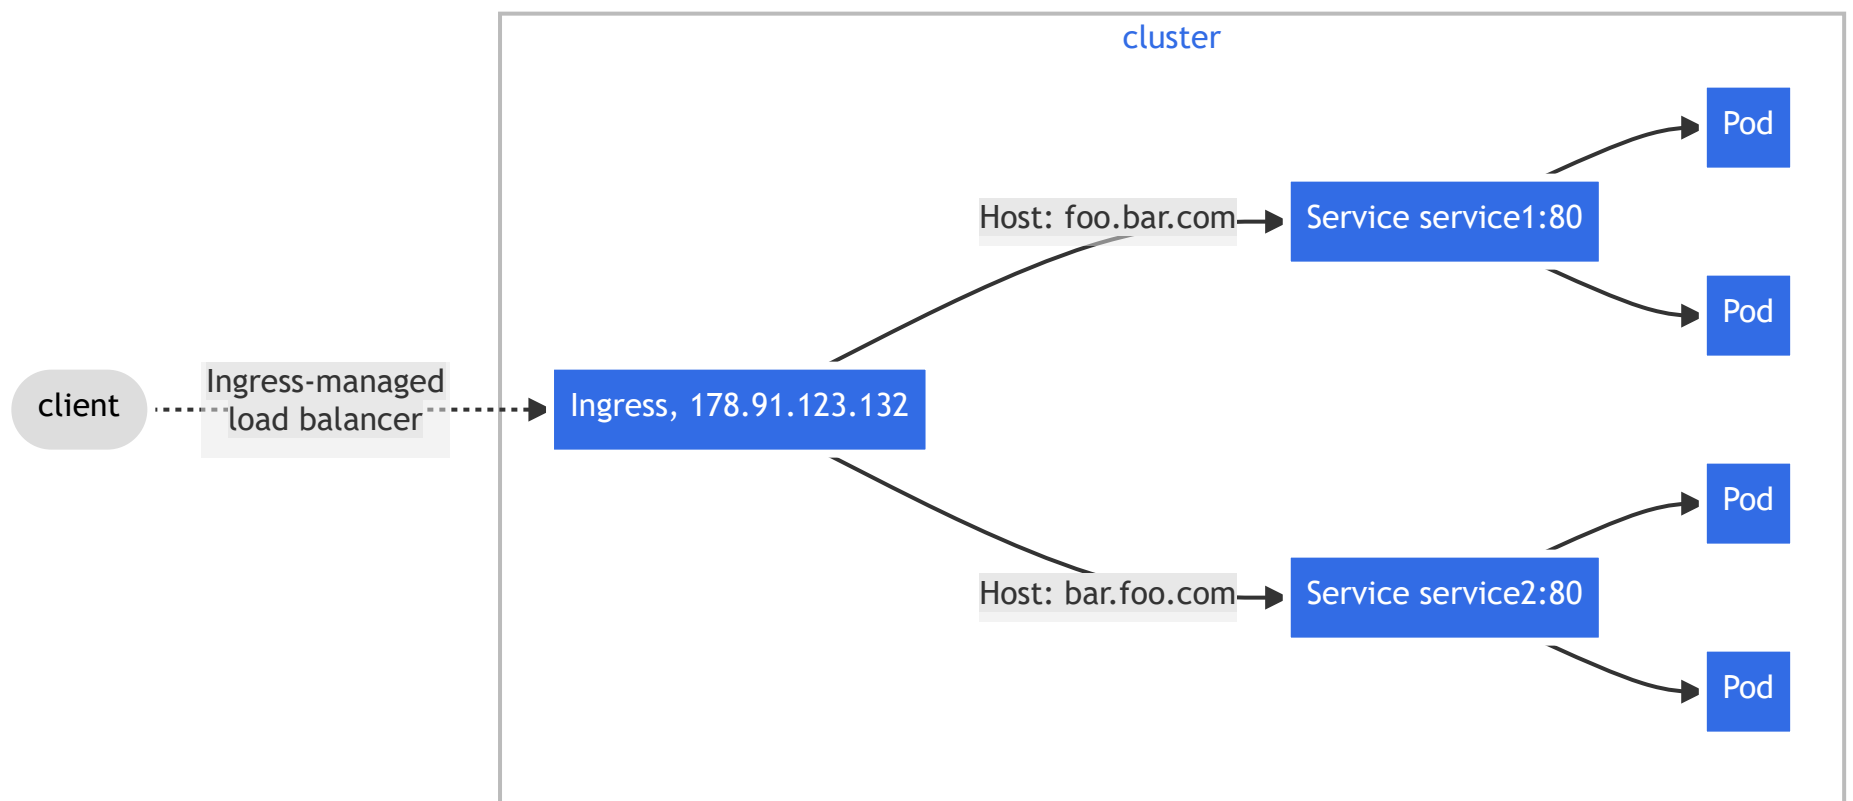 cluster
Pod
Host: foo.bar.com
Service service1:80
Pod
client
Ingress-managed
load balancer
Ingress, 178.91.123.132
Pod
Host: bar.foo.com
Service service2:80
Pod